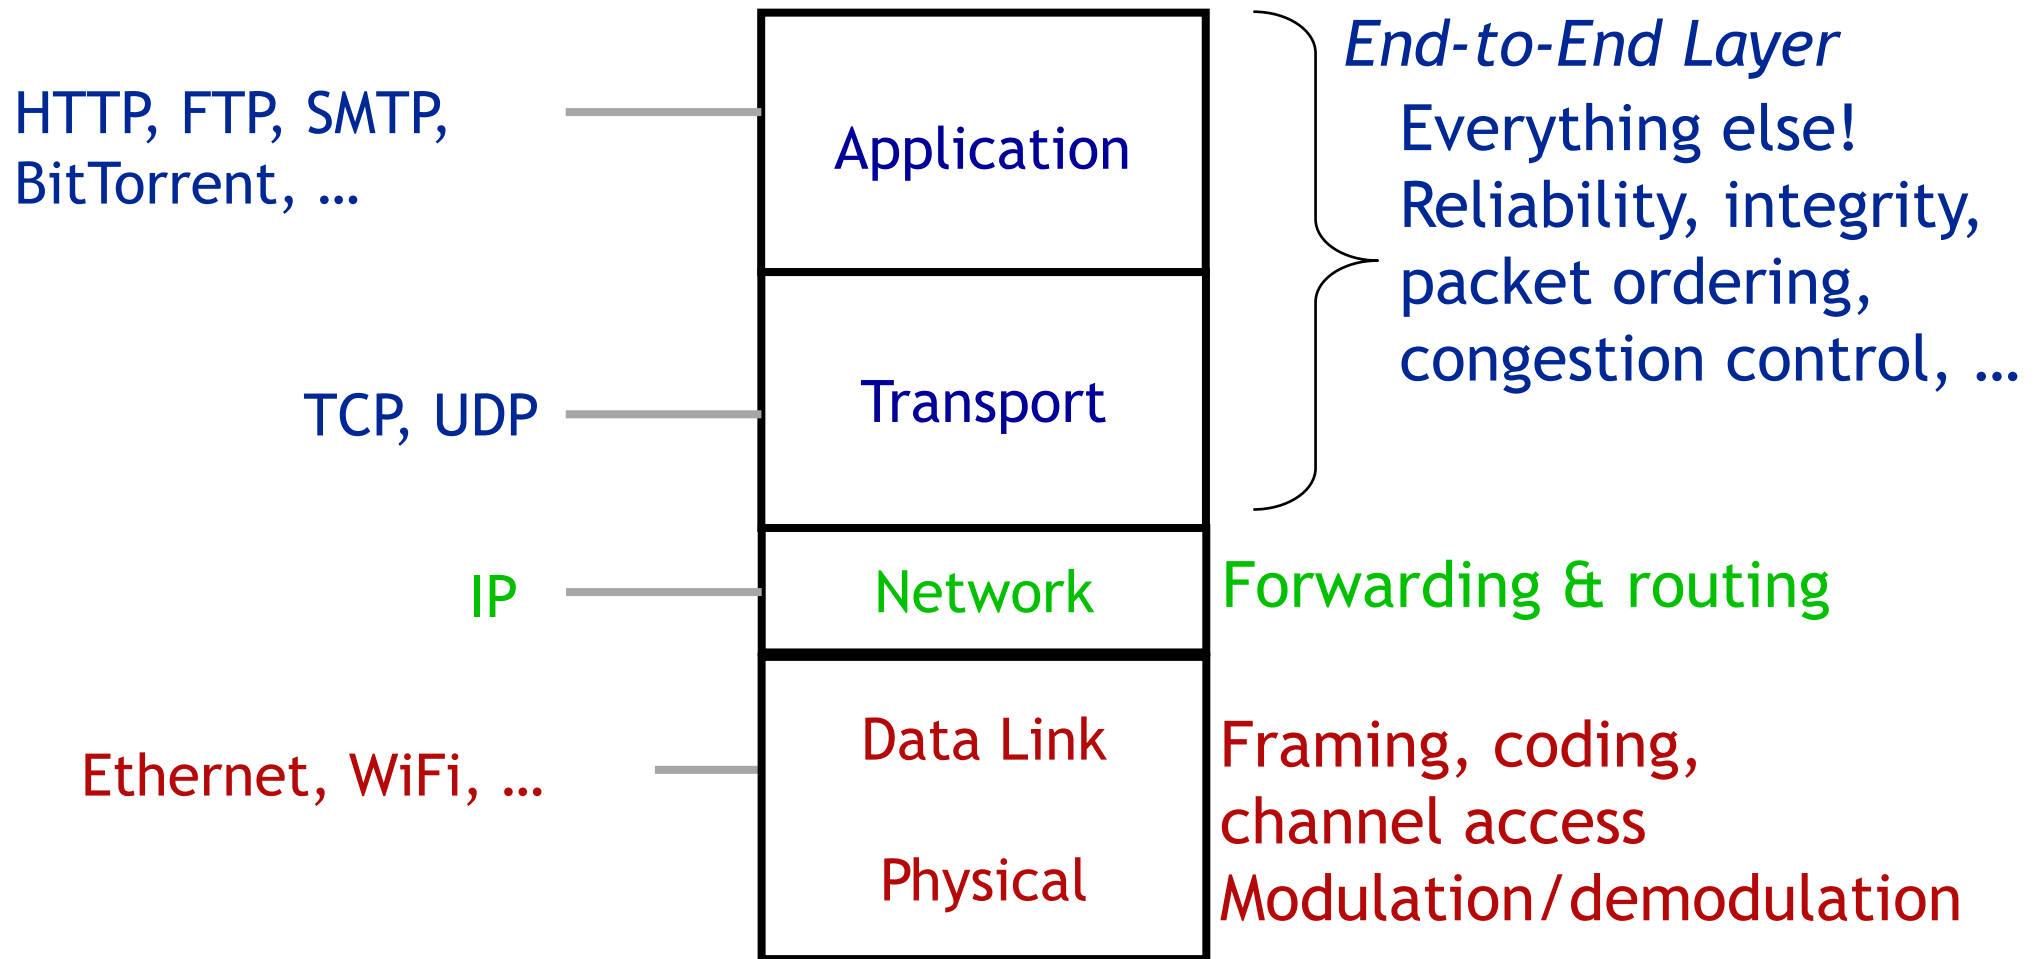 End-to-End Layer
HTTP, FTP, SMTP,
BitTorrent, …
Application
Everything else!
Reliability, integrity,
packet ordering,
congestion control, …
TCP, UDP
Transport
IP
Network
Forwarding & routing
Ethernet, WiFi, …
Data Link
Physical
Framing, coding,
channel access
Modulation/demodulation